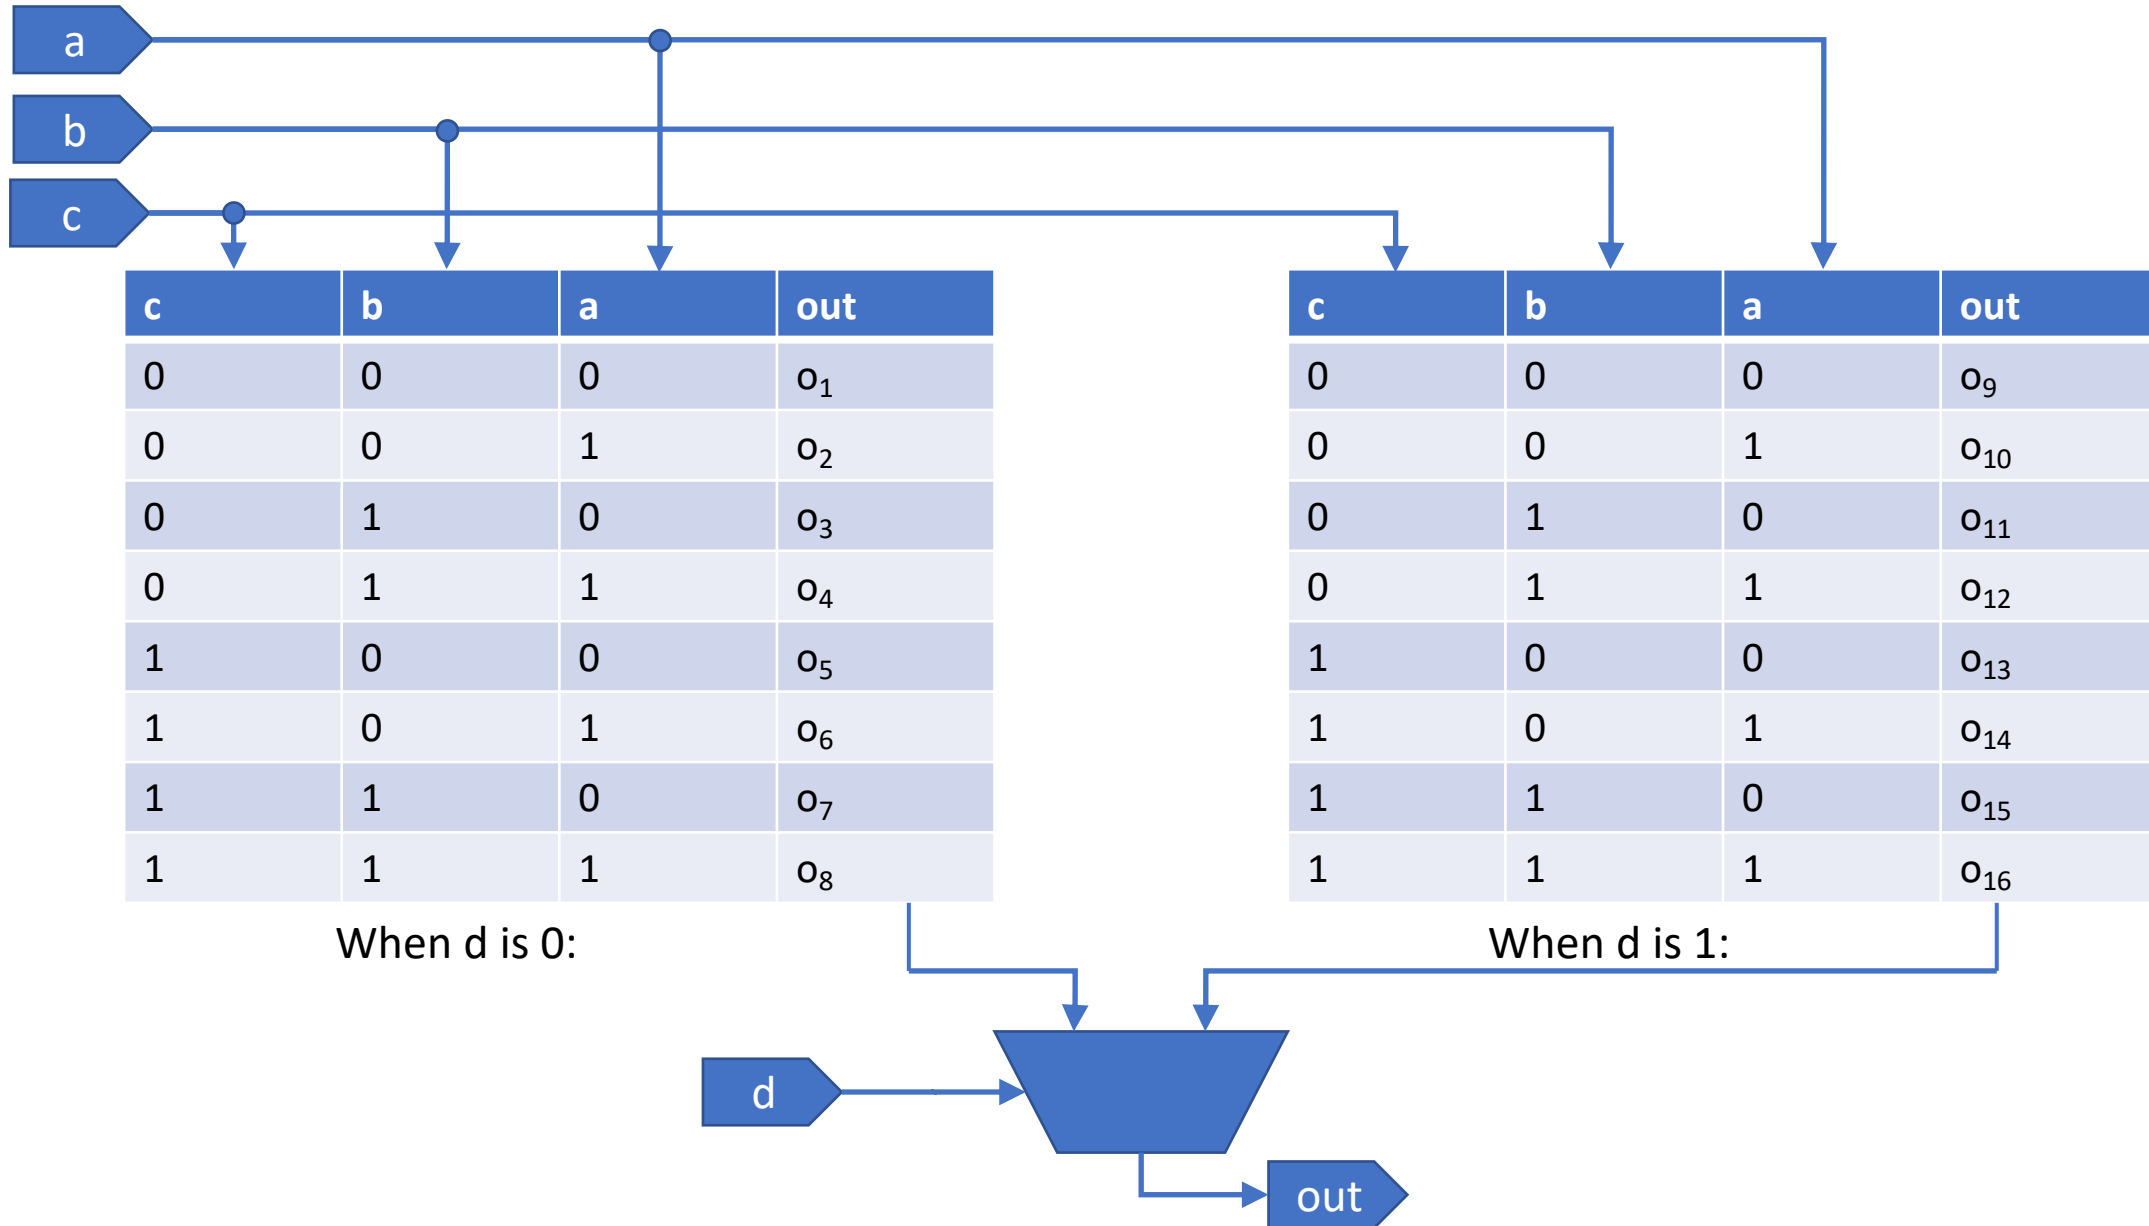 a
b
c
c b a out c b a out
0 0 0 o₁ 0 0 0 o₉
0 0 1 o₂ 0 0 1 o₁₀
0 1 0 o₃ 0 1 0 o₁₁
0 1 1 o₄ 0 1 1 o₁₂
1 0 0 o₅ 1 0 0 o₁₃
1 0 1 o₆ 1 0 1 o₁₄
1 1 0 o₇ 1 1 0 o₁₅
1 1 1 o₈ 1 1 1 o₁₆
When d is 0: When d is 1:
d
out